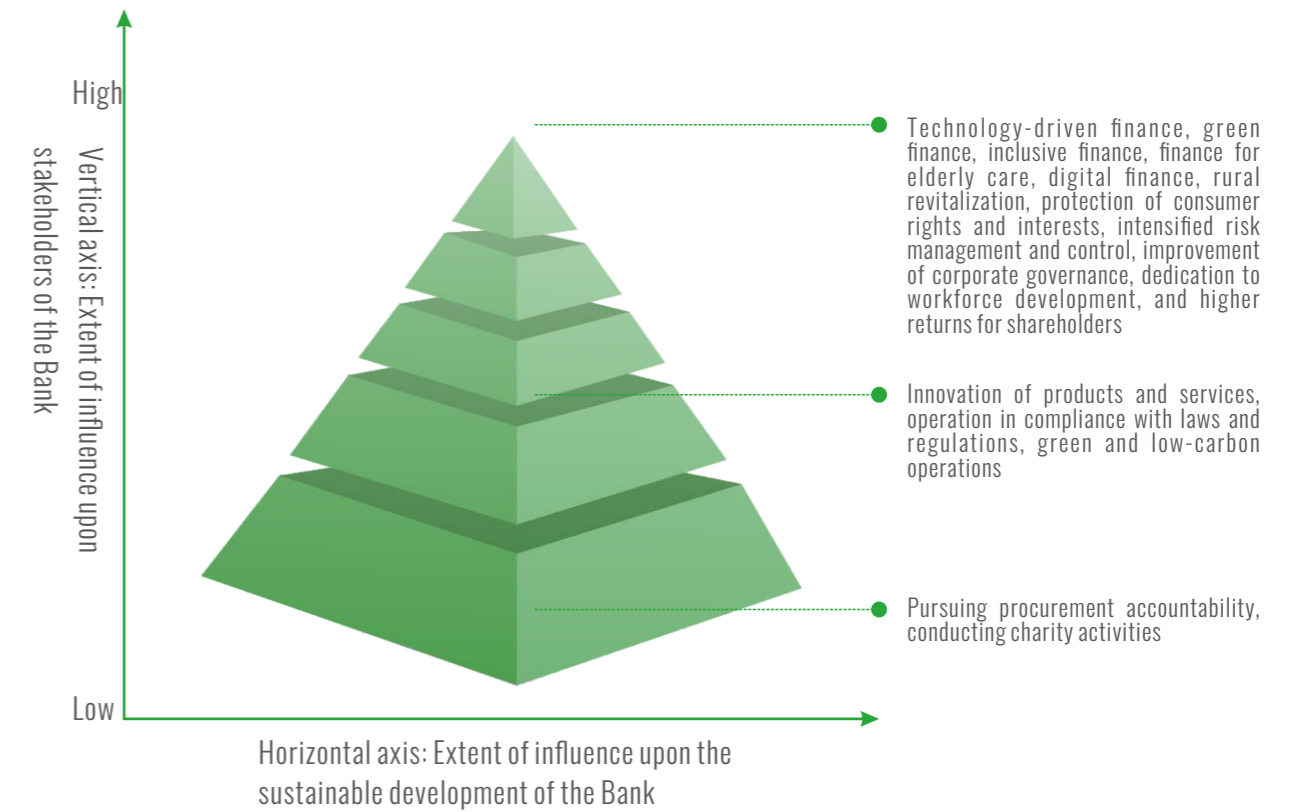 High
Vertical axis: Extent of influence upon
stakeholders of the Bank
Low
Horizontal axis: Extent of influence upon the
sustainable development of the Bank
Technology-driven finance, green
finance, inclusive finance, finance for
elderly care, digital finance, rural
revitalization, protection of consumer
rights and interests, intensified risk
management and control, improvement
of corporate governance, dedication to
workforce development, and higher
returns for shareholders
Innovation of products and services,
operation in compliance with laws and
regulations, green and low-carbon
operations
Pursuing procurement accountability,
conducting charity activities